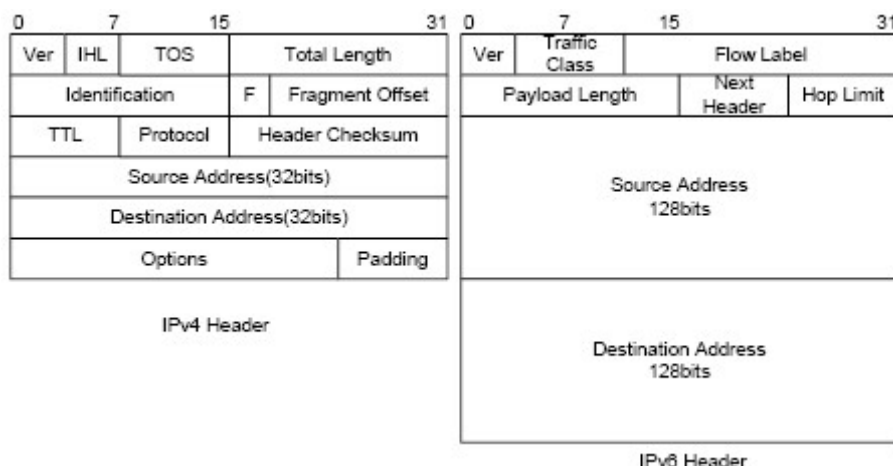 0 7 15 31
Ver IHL TOS Total Length
Identification F Fragment Offset
TTL Protocol Header Checksum
Source Address(32bits)
Destination Address(32bits)
Options Padding
IPv4 Header
0 7 15 31
Ver Traffic Class Flow Label
Payload Length Next Header Hop Limit
Source Address
128bits
Destination Address
128bits
IPv6 Header